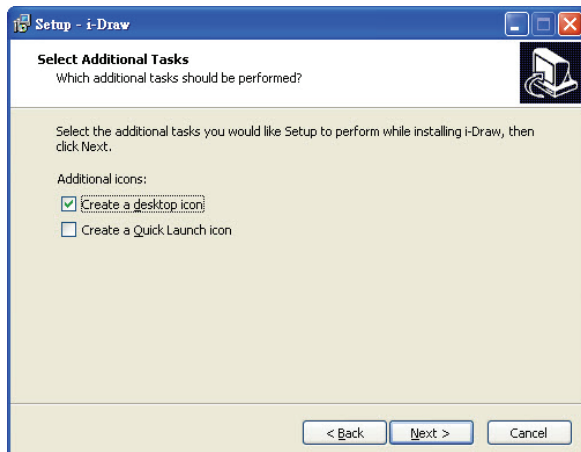 Setup - i-Draw
Select Additional Tasks
Which additional tasks should be performed?
Select the additional tasks you would like Setup to perform while installing i-Draw, then
click Next.
Additional icons:
Create a desktop icon
Create a Quick Launch icon
< Back
Next >
Cancel